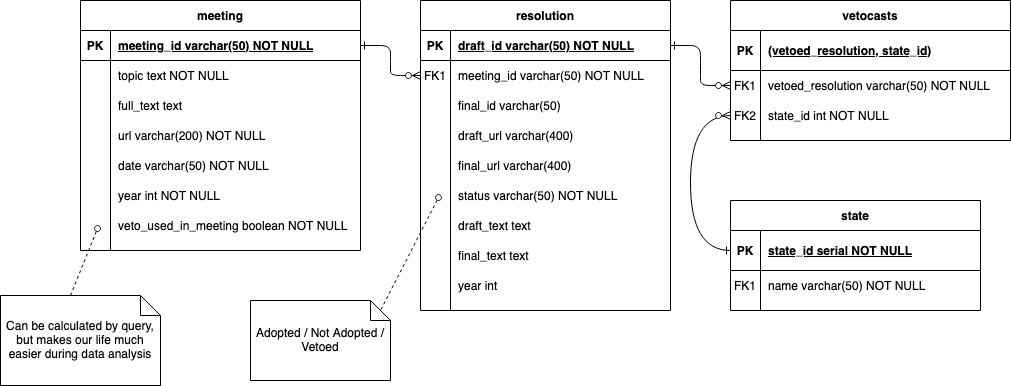 meeting
PK meeting_id varchar(50) NOT NULL
topic text NOT NULL
full_text text
url varchar(200) NOT NULL
date varchar(50) NOT NULL
year int NOT NULL
veto_used_in_meeting boolean NOT NULL
Can be calculated by query,
but makes our life much
easier during data analysis
resolution
PK draft_id varchar(50) NOT NULL
FK1 meeting_id varchar(50) NOT NULL
final_id varchar(50)
draft_url varchar(400)
final_url varchar(400)
status varchar(50) NOT NULL
draft_text text
final_text text
year int
Adopted / Not Adopted /
Vetoed
vetocasts
PK (vetoed_resolution, state_id)
FK1 vetoed_resolution varchar(50) NOT NULL
FK2 state_id int NOT NULL
state
PK state_id serial NOT NULL
FK1 name varchar(50) NOT NULL